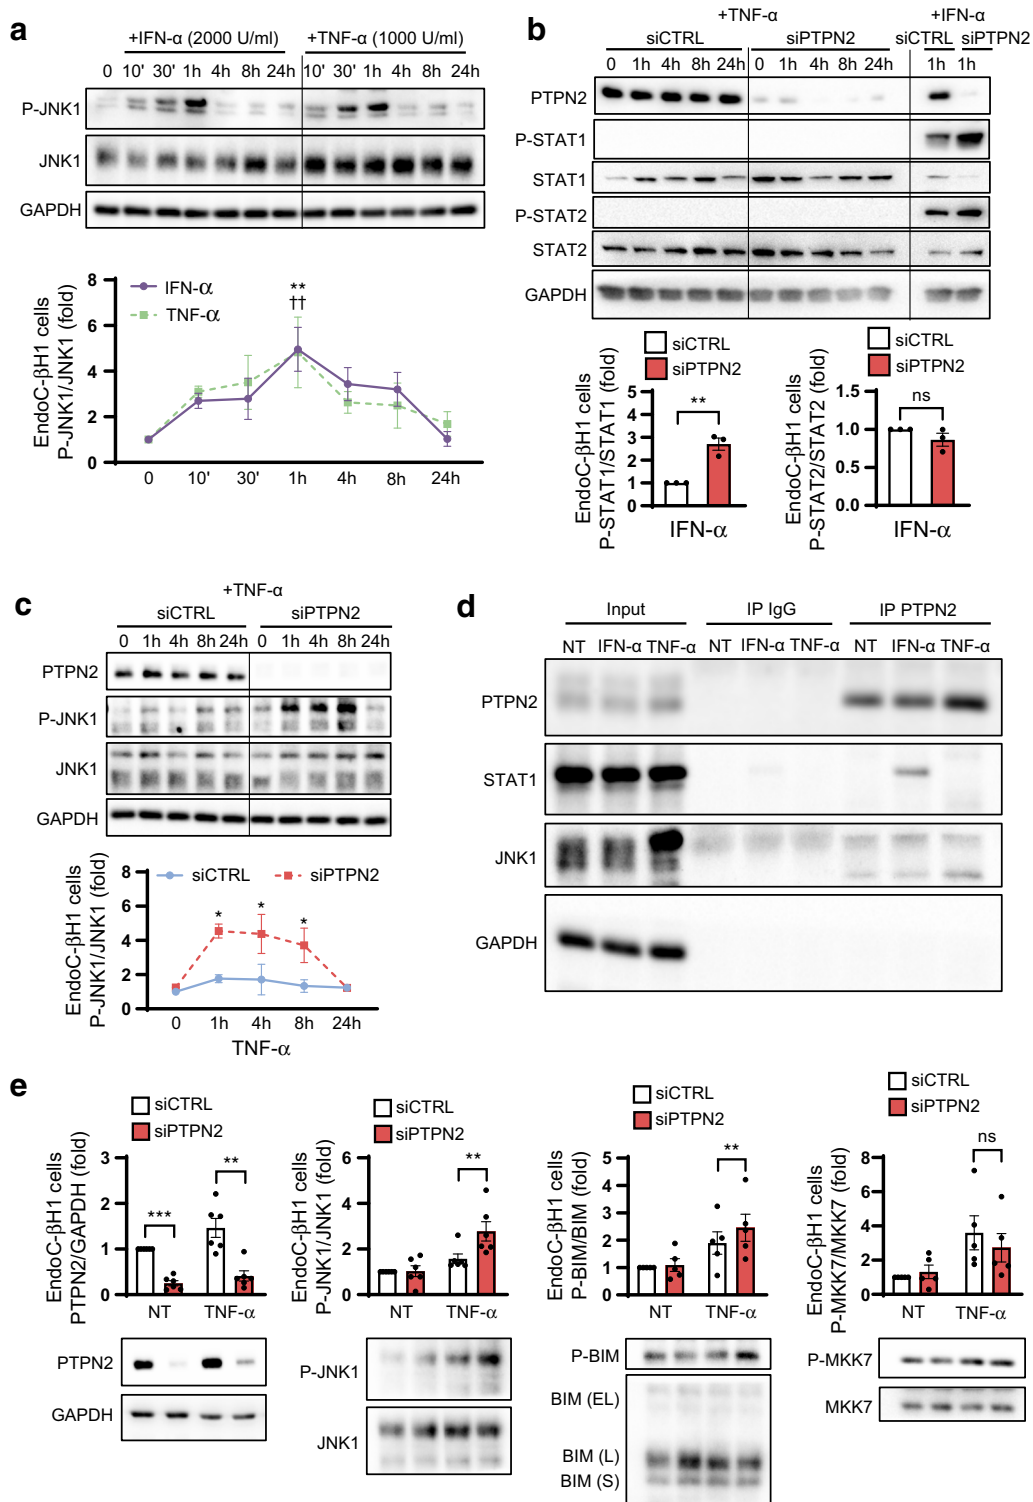 a
+IFN-α (2000 U/ml) +TNF-α (1000 U/ml)
0 10' 30' 1h 4h 8h 24h 10' 30' 1h 4h 8h 24h
P-JNK1
JNK1
GAPDH
EndoC-βH1 cells
P-JNK1/JNK1 (fold)
8
6
4
2
0
IFN-α
TNF-α
**
††
0 10' 30' 1h 4h 8h 24h
b
+TNF-α +IFN-α
siCTRL siPTPN2 siCTRL siPTPN2
0 1h 4h 8h 24h 0 1h 4h 8h 24h 1h 1h
PTPN2
P-STAT1
STAT1
P-STAT2
STAT2
GAPDH
EndoC-βH1 cells
P-STAT1/STAT1 (fold)
siCTRL
siPTPN2
5
4
3
2
1
0
**
IFN-α
EndoC-βH1 cells
P-STAT2/STAT2 (fold)
siCTRL
siPTPN2
1.5
1.0
0.5
0.0
ns
IFN-α
c
+TNF-α
siCTRL siPTPN2
0 1h 4h 8h 24h 0 1h 4h 8h 24h
PTPN2
P-JNK1
JNK1
GAPDH
EndoC-βH1 cells
P-JNK1/JNK1 (fold)
8
6
4
2
0
siCTRL siPTPN2
* * *
0 1h 4h 8h 24h
TNF-α
d
Input IP IgG IP PTPN2
NT IFN-α TNF-α NT IFN-α TNF-α NT IFN-α TNF-α
PTPN2
STAT1
JNK1
GAPDH
e
siCTRL
siPTPN2
EndoC-βH1 cells
PTPN2/GAPDH (fold)
3
2
1
0
***
**
NT TNF-α
PTPN2
GAPDH
siCTRL
siPTPN2
EndoC-βH1 cells
P-JNK1/JNK1 (fold)
6
4
2
0
**
NT TNF-α
P-JNK1
JNK1
siCTRL
siPTPN2
EndoC-βH1 cells
P-BIM/BIM (fold)
5
4
3
2
1
0
**
NT TNF-α
P-BIM
BIM (EL)
BIM (L)
BIM (S)
siCTRL
siPTPN2
EndoC-βH1 cells
P-MKK7/MKK7 (fold)
8
6
4
2
0
ns
NT TNF-α
P-MKK7
MKK7